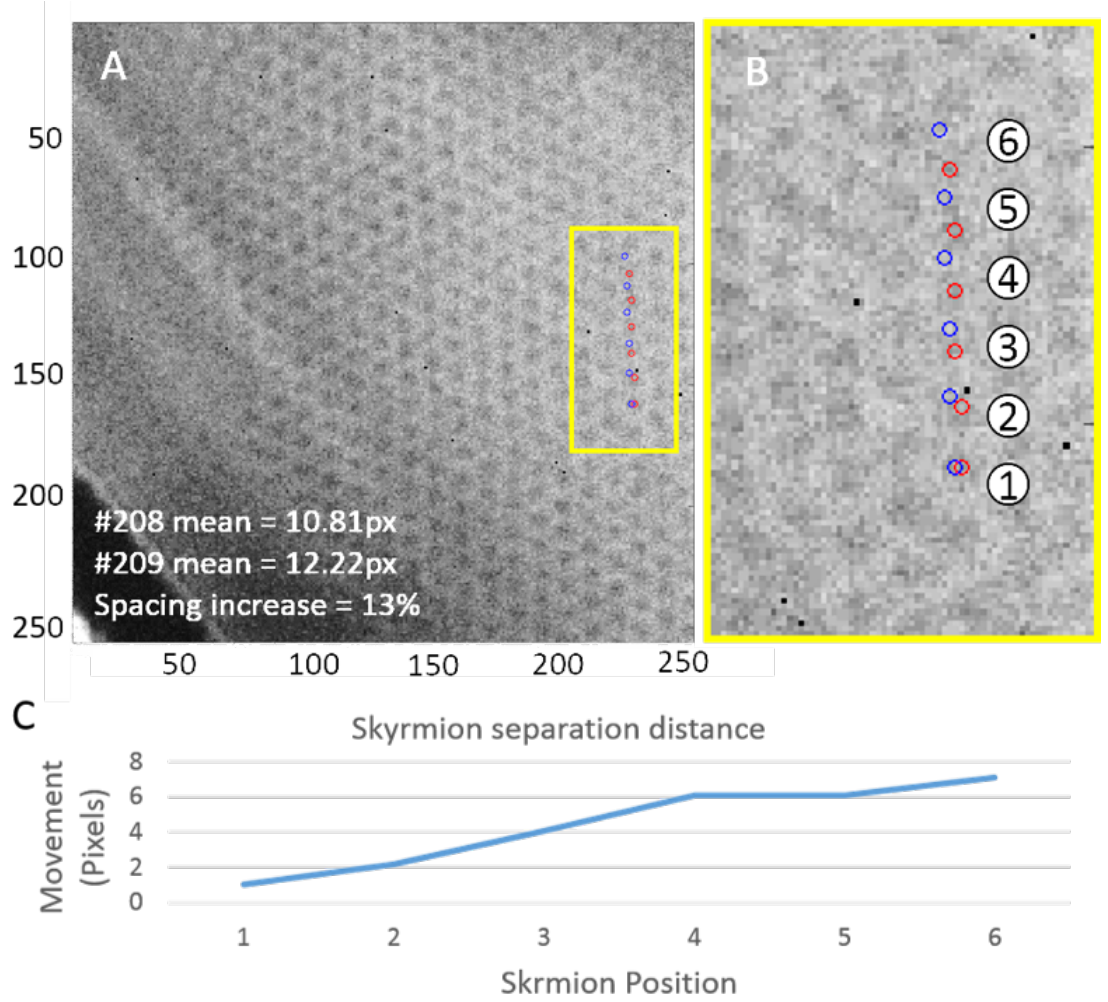 A
B
50
100
150
200
250
#208 mean = 10.81px
#209 mean = 12.22px
Spacing increase = 13%
50 100 150 200 250
6
5
4
3
2
1
C
Skyrmion separation distance
Movement
(Pixels)
8
6
4
2
0
1 2 3 4 5 6
Skrmion Position